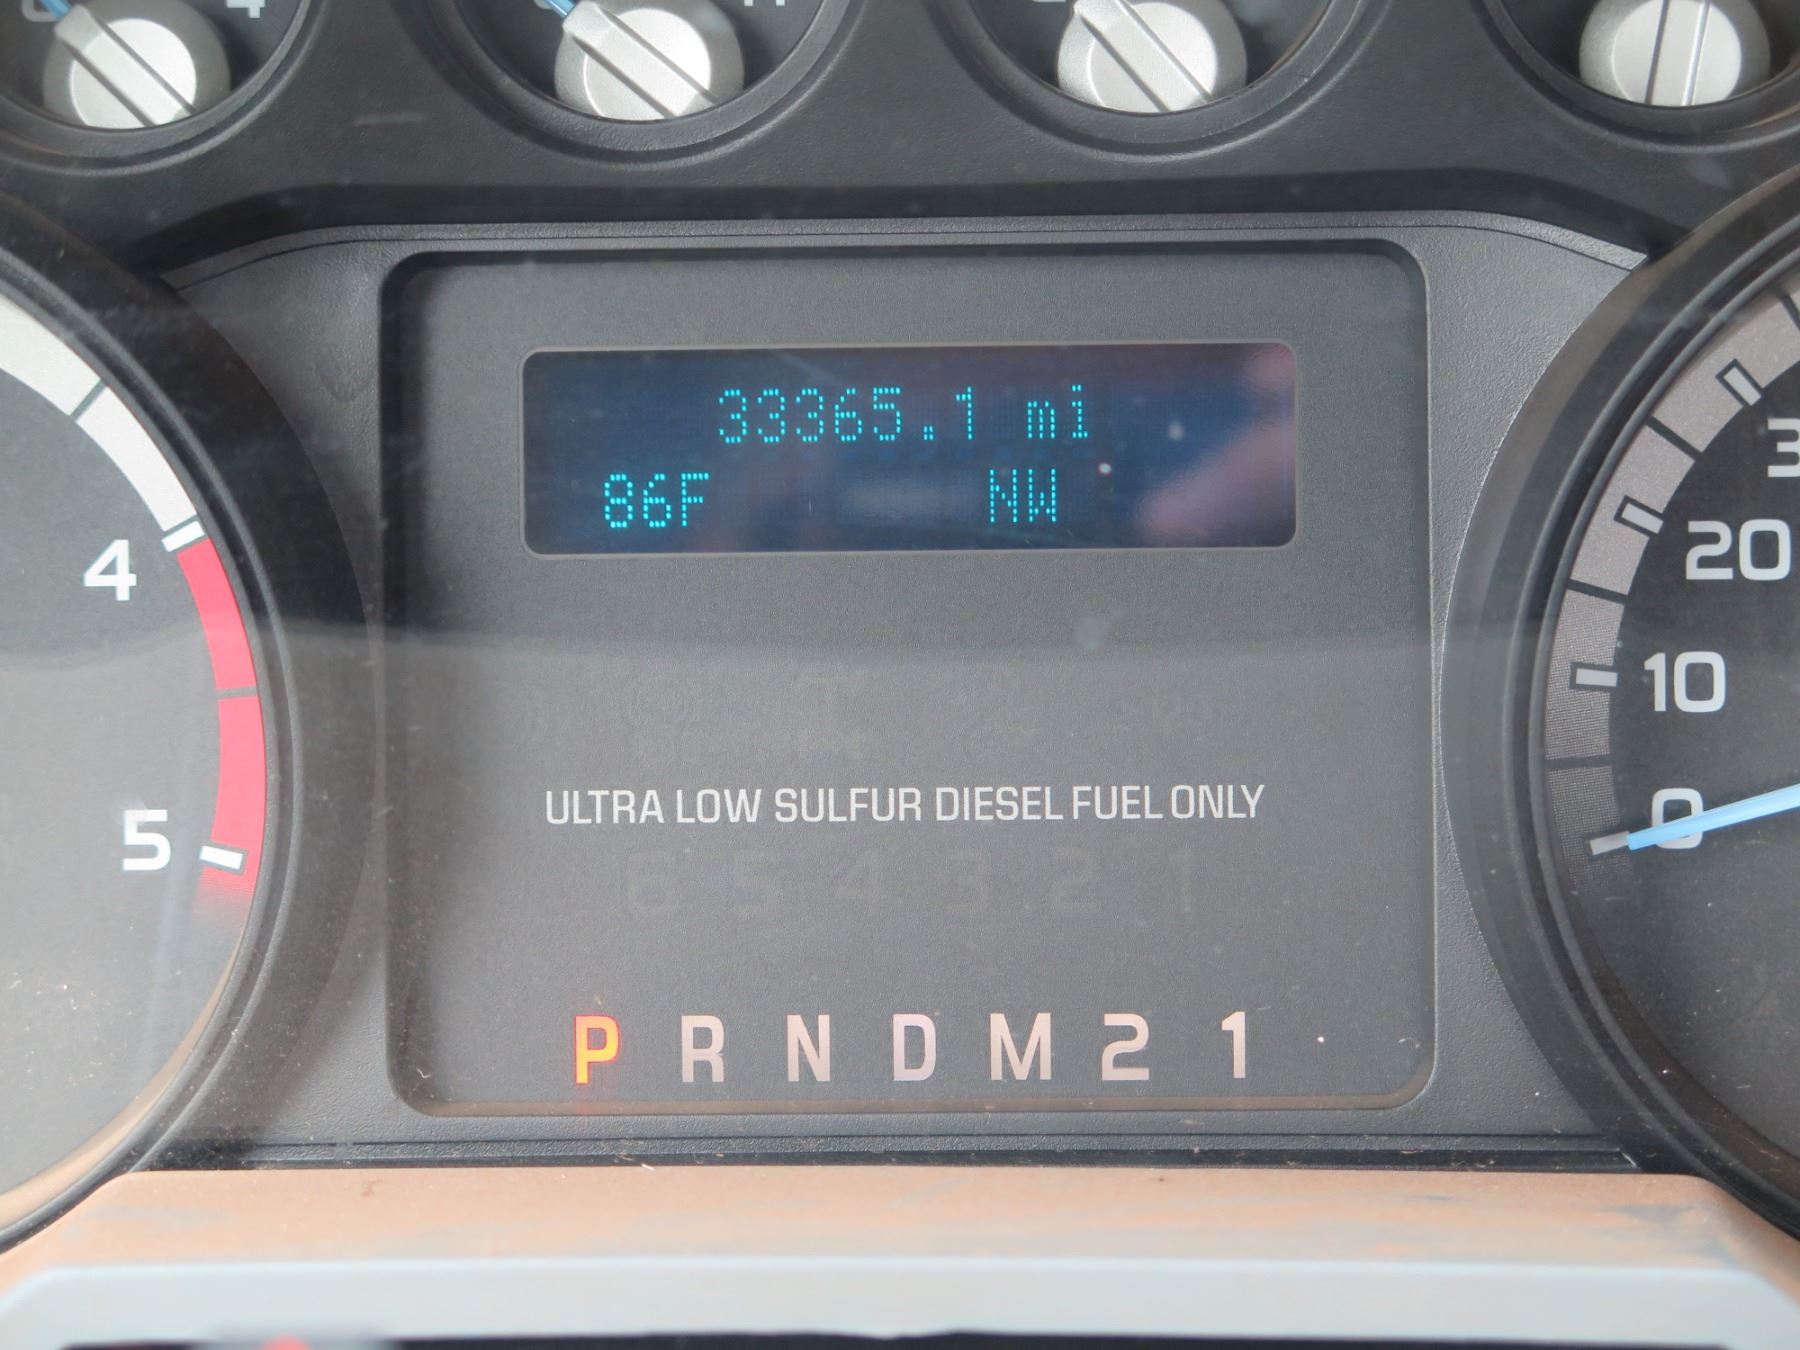 4
H
33365.1 mi
86F NW
4
5
20
10
0
ULTRA LOW SULFUR DIESEL FUEL ONLY
6 5 4 3 2 1
P R N D M 2 1